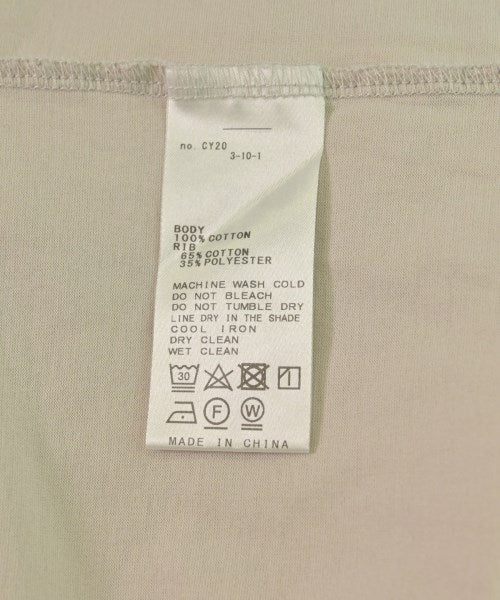 no. CY20
3-10-1
BODY
100% COTTON
RIB
65% COTTON
35% POLYESTER
MACHINE WASH COLD
DO NOT BLEACH
DO NOT TUMBLE DRY
LINE DRY IN THE SHADE
COOL IRON
DRY CLEAN
WET CLEAN
30
F W
MADE IN CHINA